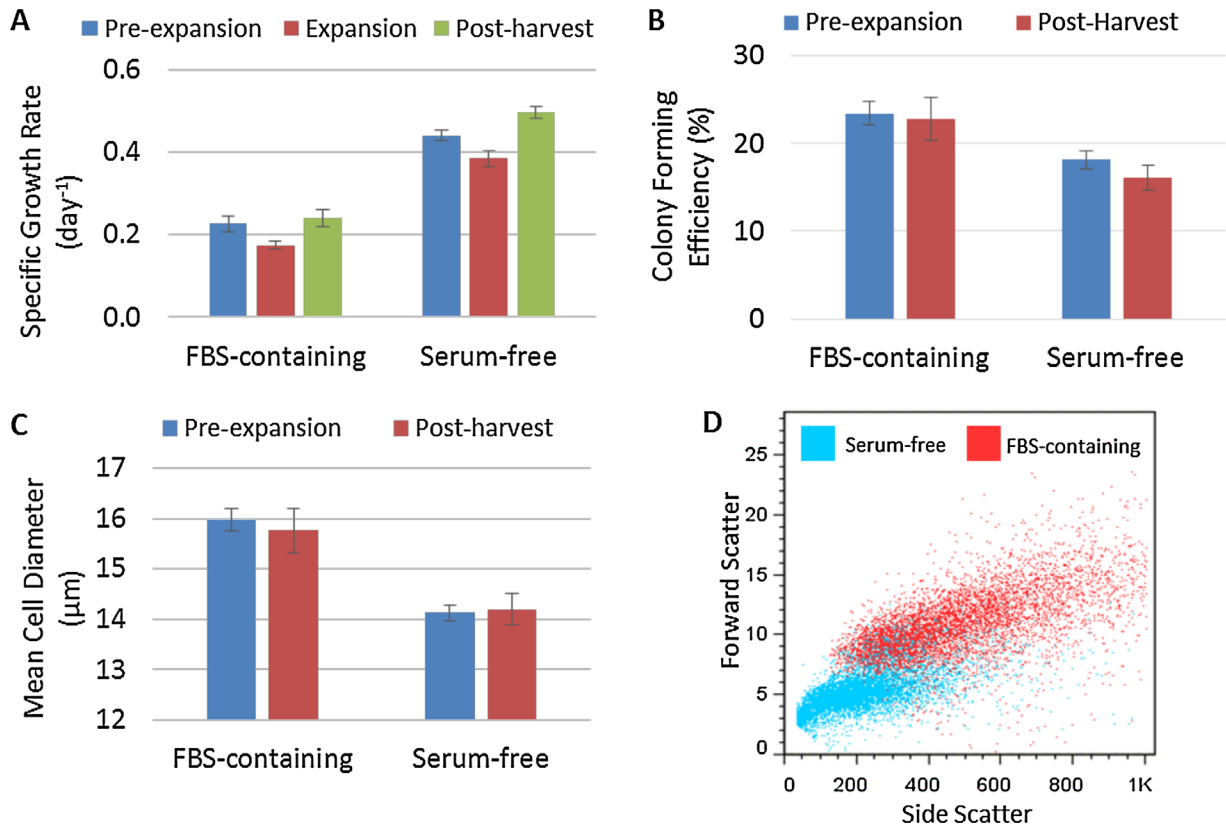 A
Pre-expansion Expansion Post-harvest
Specific Growth Rate
(day⁻¹)
0.6
0.4
0.2
0.0
FBS-containing Serum-free
B
Pre-expansion Post-Harvest
Colony Forming
Efficiency (%)
30
20
10
0
FBS-containing Serum-free
C
Pre-expansion Post-harvest
Mean Cell Diameter
(µm)
17
16
15
14
13
12
FBS-containing Serum-free
D
Serum-free FBS-containing
Forward Scatter
25
20
15
10
5
0
0 200 400 600 800 1K
Side Scatter